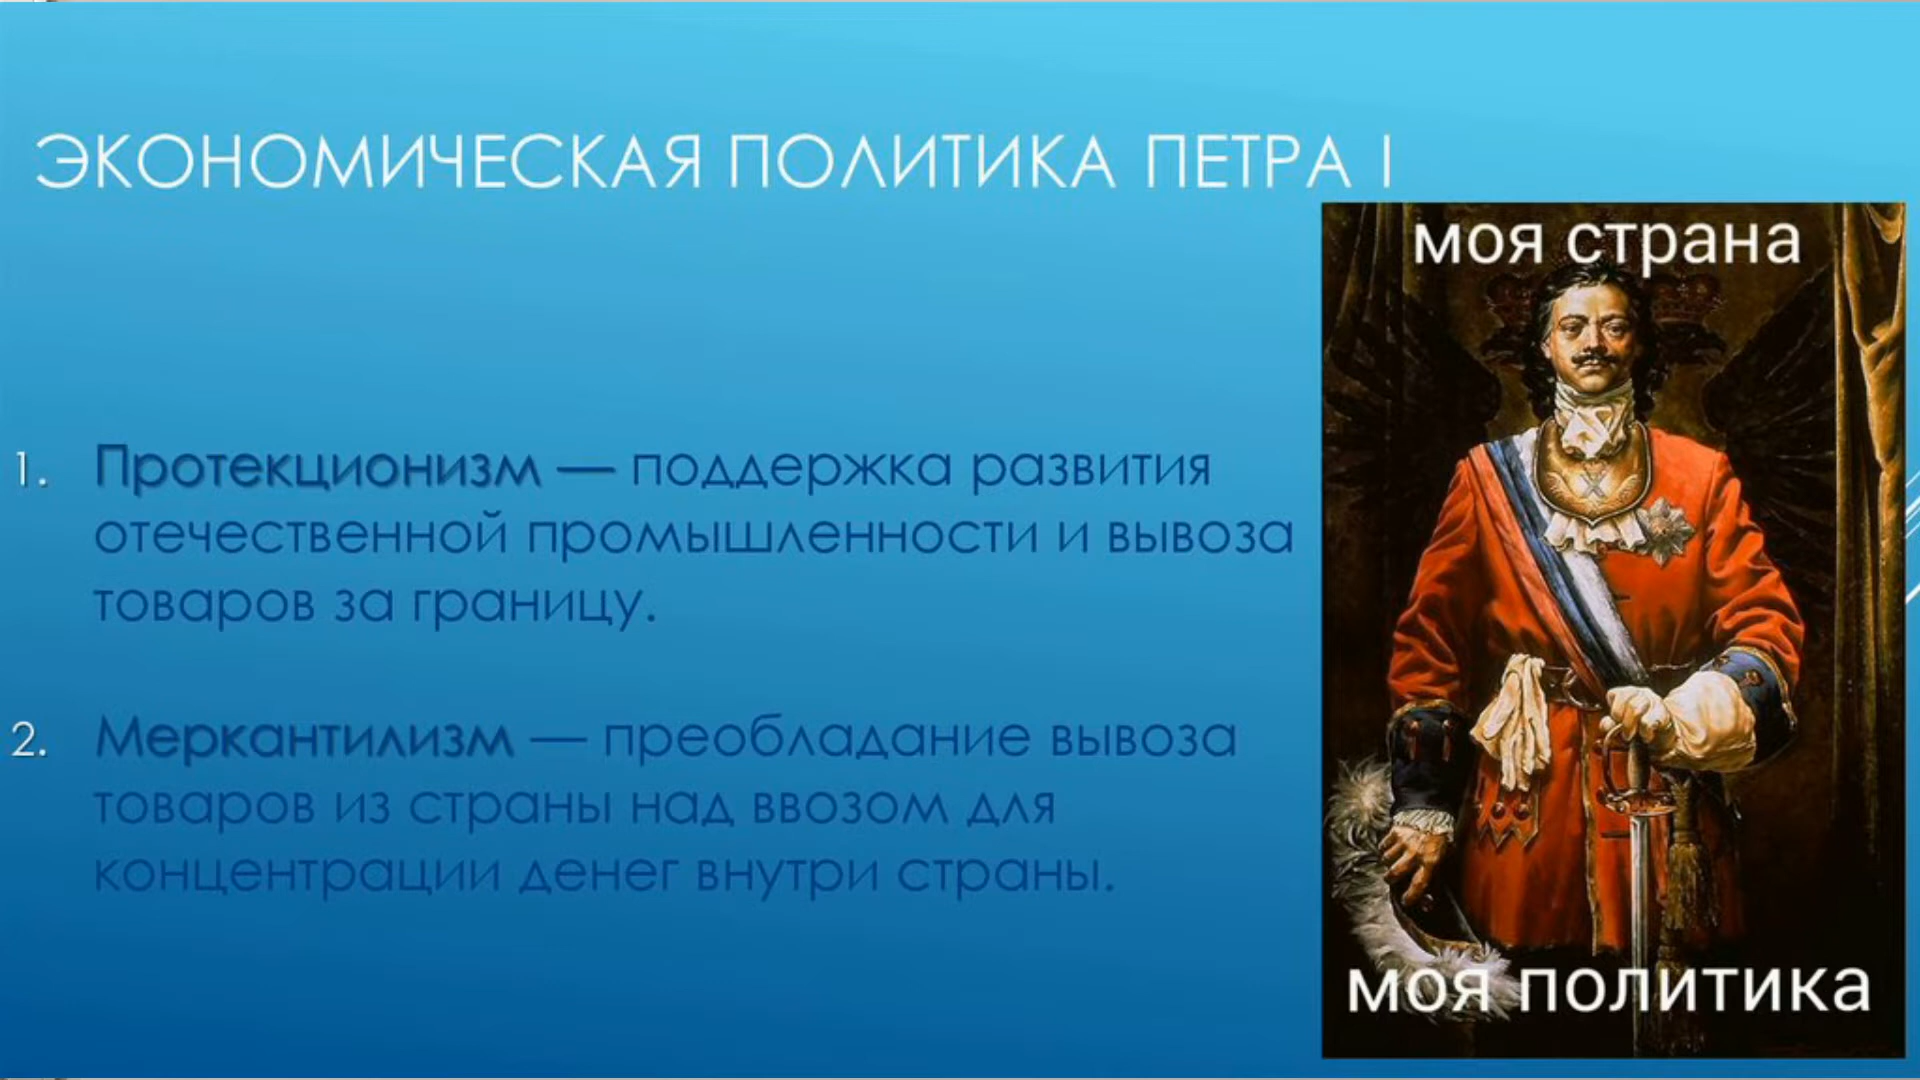 ЭКОНОМИЧЕСКАЯ ПОЛИТИКА ПЕТРА I
моя страна
1. Протекционизм — поддержка развития
отечественной промышленности и вывоза
товаров за границу.
2. Меркантилизм — преобладание вывоза
товаров из страны над ввозом для
концентрации денег внутри страны.
моя политика